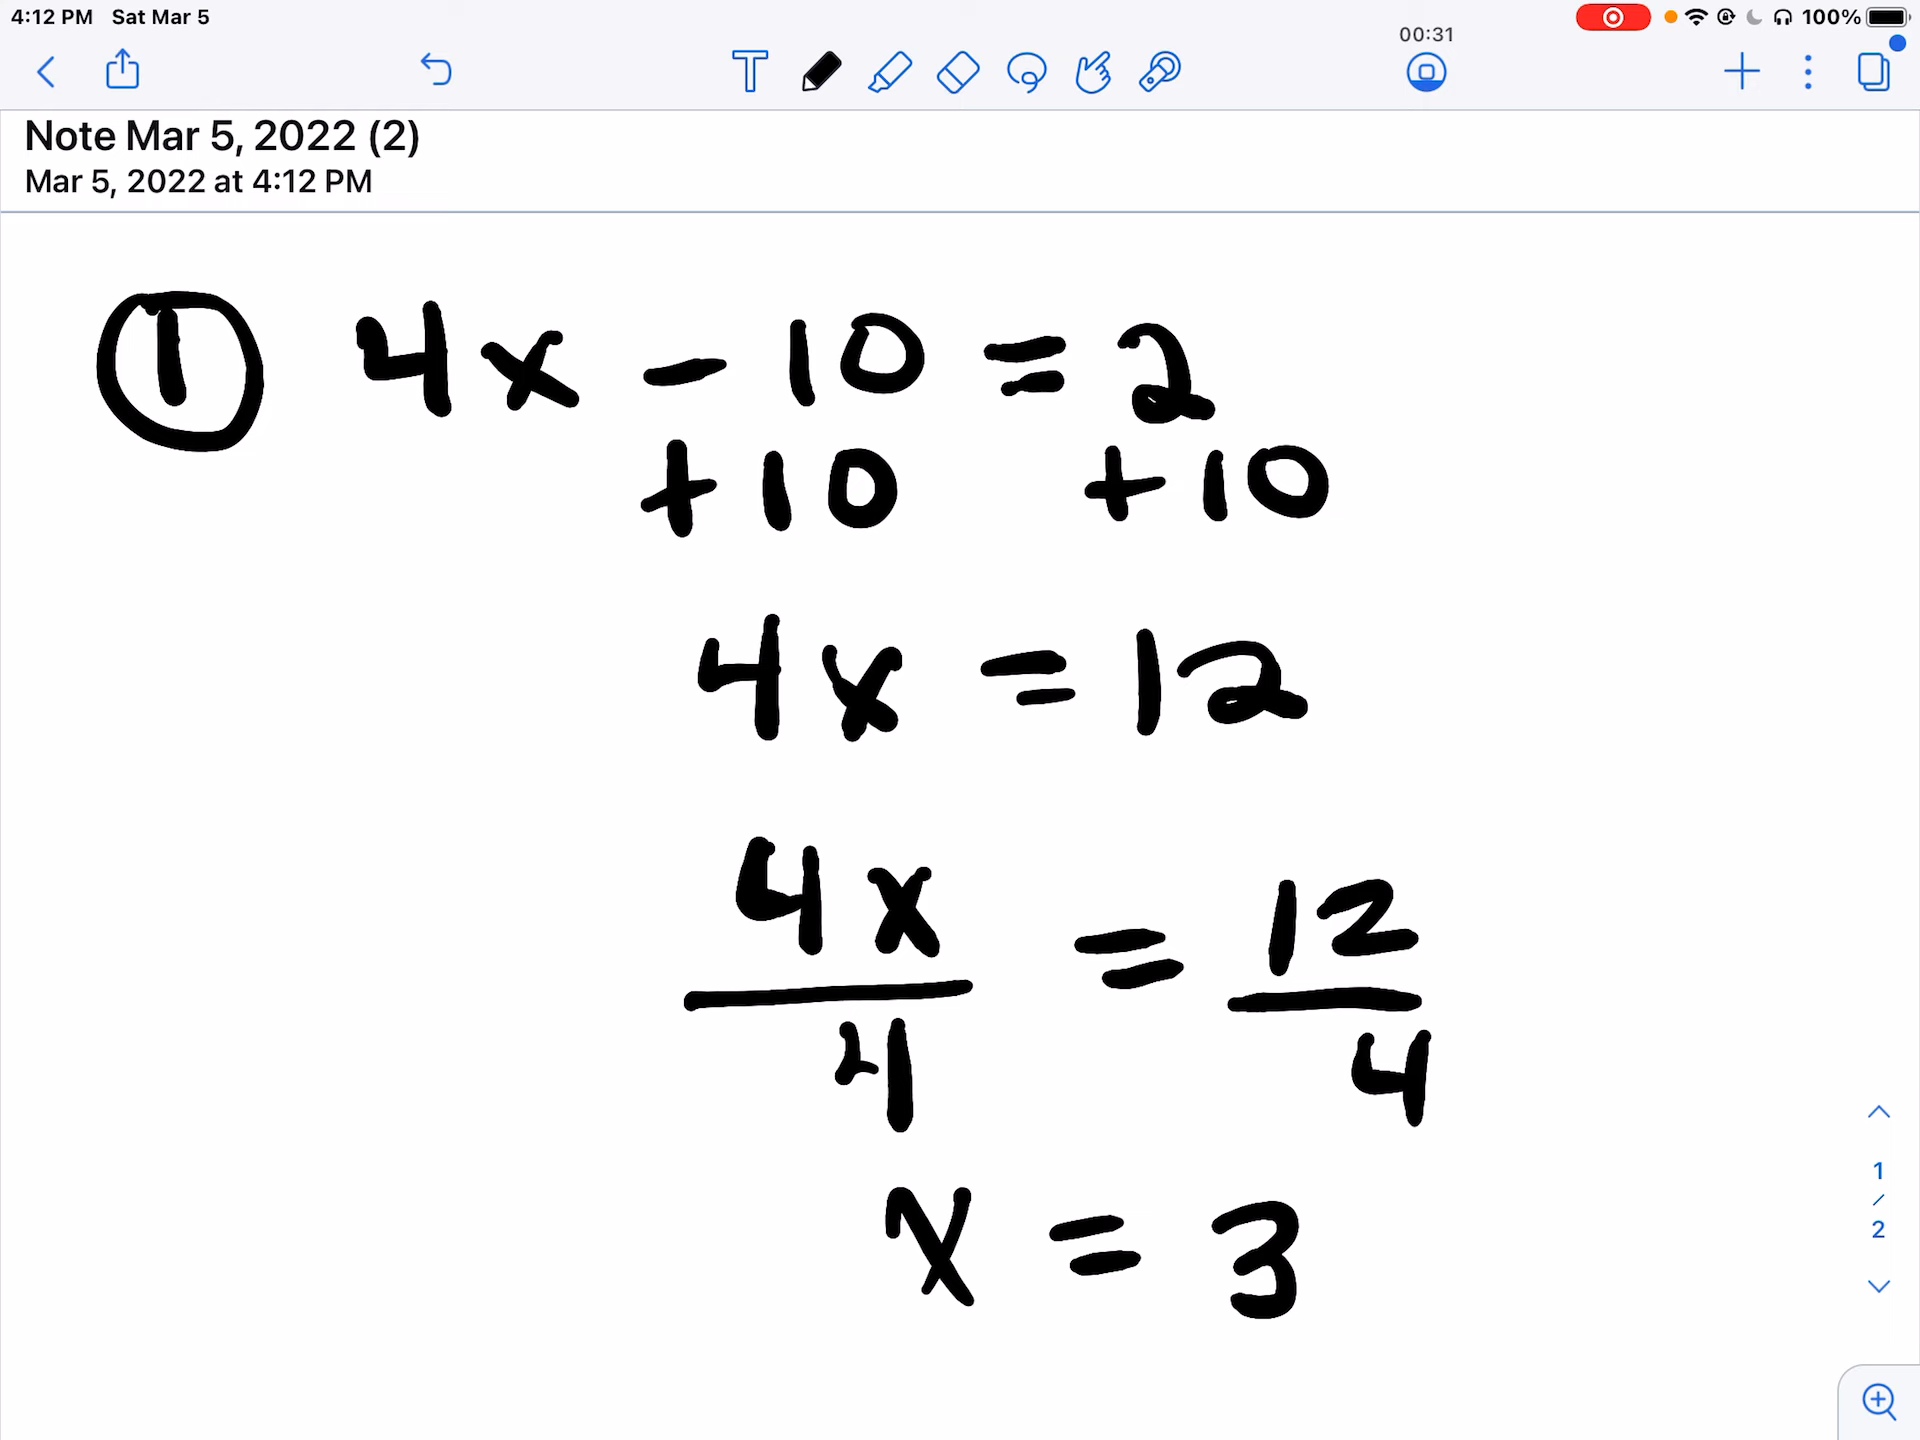 4:12 PM Sat Mar 5 100%
00:31
T
Note Mar 5, 2022 (2)
Mar 5, 2022 at 4:12 PM
① 4x - 10 = 2
+10 +10
4x = 12
4x = 12
4 4
x = 3
1
/
2